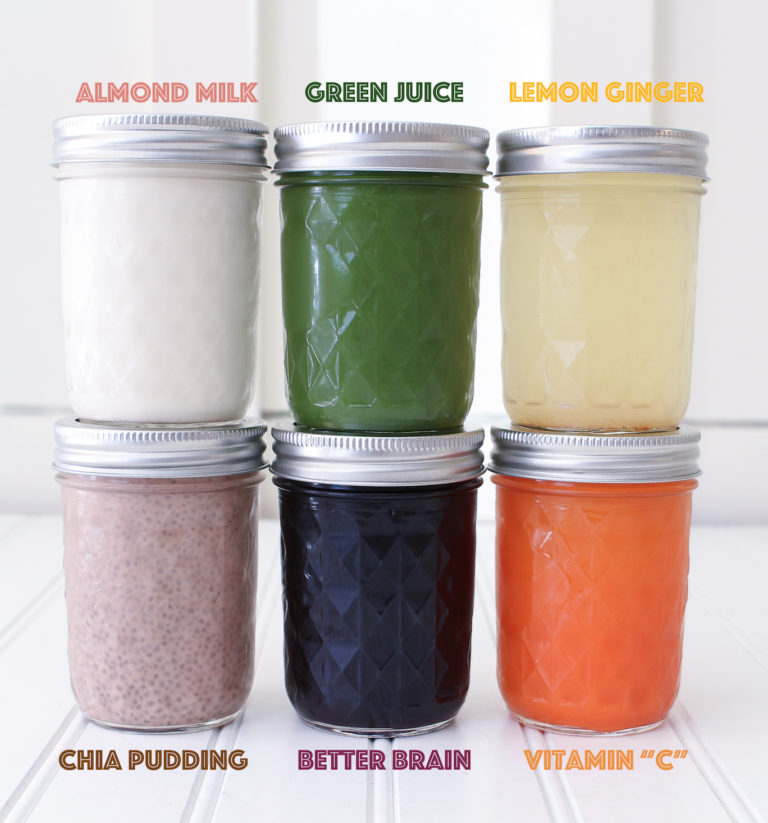 ALMOND MILK GREEN JUICE LEMON GINGER
CHIA PUDDING BETTER BRAIN VITAMIN “C”